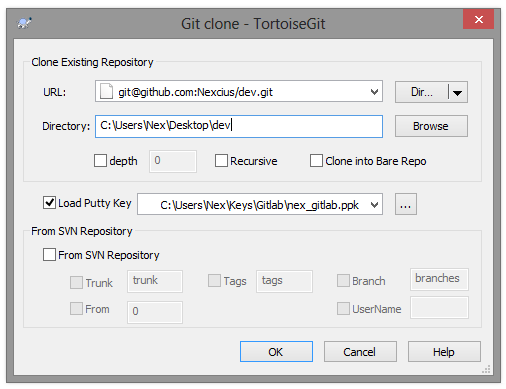 Git clone - TortoiseGit
Clone Existing Repository
URL: git@github.com:Nexcius/dev.git Dir...
Directory: C:\Users\Nex\Desktop\dev Browse
depth 0 Recursive Clone into Bare Repo
Load Putty Key C:\Users\Nex\Keys\Gitlab\nex_gitlab.ppk ...
From SVN Repository
From SVN Repository
Trunk trunk Tags tags Branch branches
From 0 UserName
OK Cancel Help